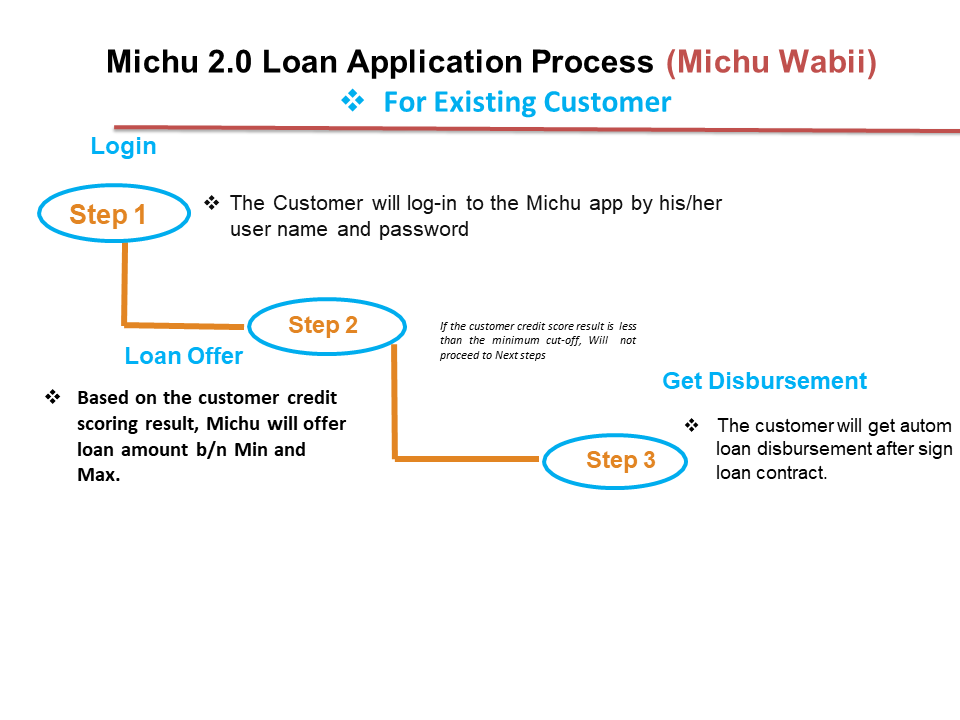 Michu 2.0 Loan Application Process (Michu Wabii)
❖ For Existing Customer
Login
Step 1
❖ The Customer will log-in to the Michu app by his/her
user name and password
Step 2
If the customer credit score result is less
than the minimum cut-off, Will not
proceed to Next steps
Loan Offer
❖ Based on the customer credit
scoring result, Michu will offer
loan amount b/n Min and
Max.
Get Disbursement
Step 3
❖ The customer will get autom
loan disbursement after sign
loan contract.